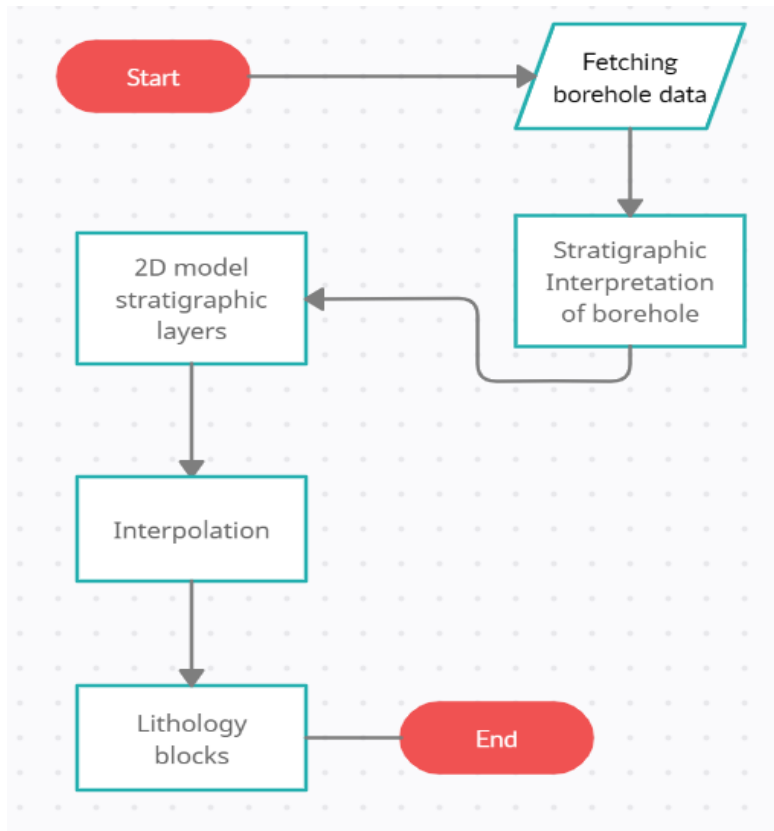 Start
Fetching
borehole data
Stratigraphic
Interpretation
of borehole
2D model
stratigraphic
layers
Interpolation
Lithology
blocks
End